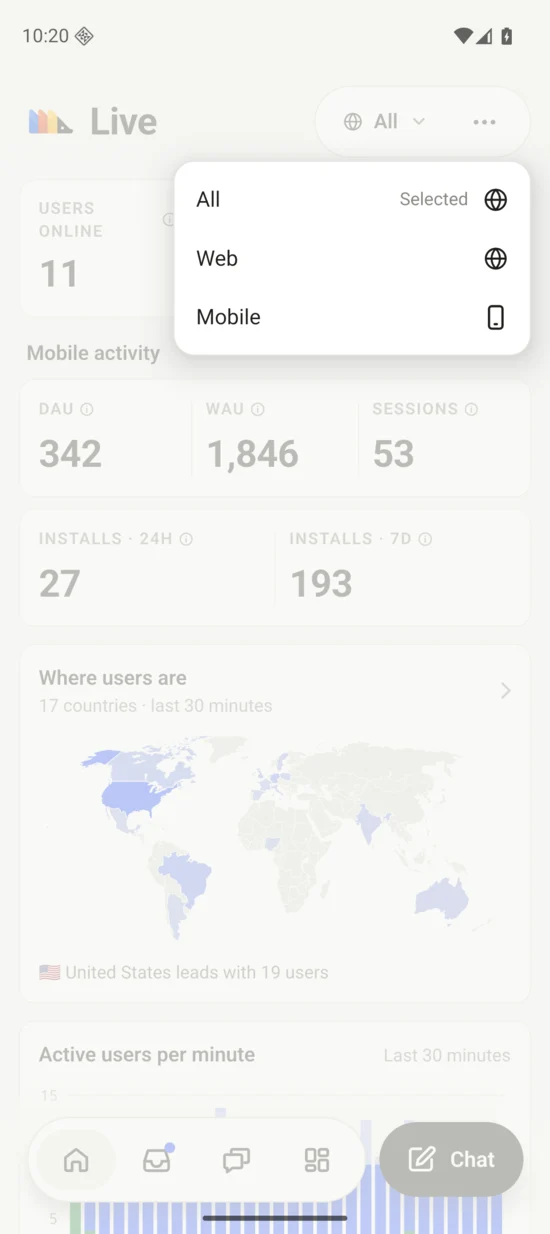 10:20
Live
All
All
Selected
Web
Mobile
USERS
ONLINE
11
Mobile activity
DAU
WAU
SESSIONS
342
1,846
53
INSTALLS · 24H
INSTALLS · 7D
27
193
Where users are
17 countries · last 30 minutes
🇺🇸 United States leads with 19 users
Active users per minute
Last 30 minutes
15
Chat
5